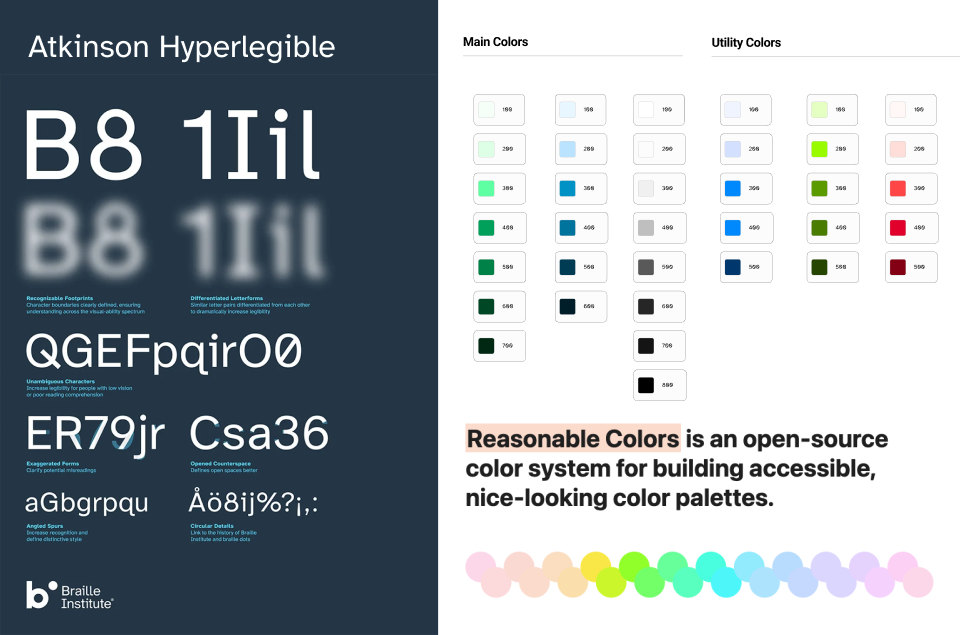 Atkinson Hyperlegible
B8 1Iil
B8 1Iil
Recognizable Footprints
Character boundaries clearly defined, ensuring
understanding across the visual-ability spectrum
Differentiated Letterforms
Similar letter pairs differentiated from each other
to dramatically increase legibility
QGEFpqirO0
Unambiguous Characters
Increase legibility for people with low vision
or poor reading comprehension
ER79jr
Exaggerated Forms
Clarify potential misreadings
Csa36
Opened Counterspace
Defines open spaces better
aGbgrpqu
Angled Spurs
Increase recognition and
define distinctive style
Åö8ij%?¡,:
Circular Details
Link to the history of Braille
Institute and braille dots
b
Braille
Institute®
Main Colors
Utility Colors
100 100 100 100 100 100
200 200 200 200 200 200
300 300 300 300 300 300
400 400 400 400 400 400
500 500 500 500 500 500
600 600 600
700 700
800
Reasonable Colors is an open-source
color system for building accessible,
nice-looking color palettes.